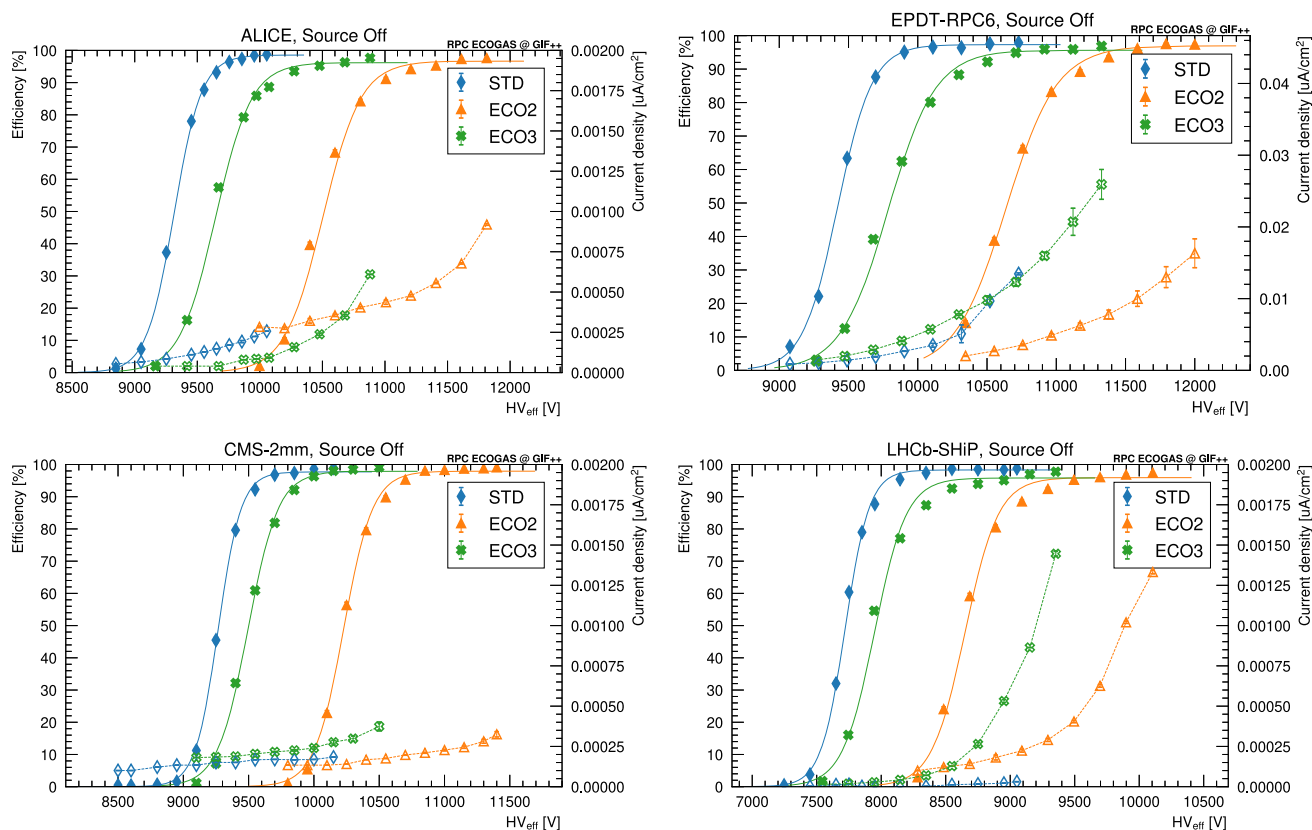 ALICE, Source Off
RPC ECOGAS @ GIF++
Efficiency [%]
100
90
80
70
60
50
40
30
20
10
0
STD
ECO2
ECO3
0.00200
0.00175
0.00150
0.00125
0.00100
0.00075
0.00050
0.00025
0.00000
Current density [uA/cm²]
8500 9000 9500 10000 10500 11000 11500 12000
HVeff [V]
EPDT-RPC6, Source Off
RPC ECOGAS @ GIF++
Efficiency [%]
100
90
80
70
60
50
40
30
20
10
0
STD
ECO2
ECO3
0.04
0.03
0.02
0.01
0.00
Current density [uA/cm²]
9000 9500 10000 10500 11000 11500 12000
HVeff [V]
CMS-2mm, Source Off
RPC ECOGAS @ GIF++
Efficiency [%]
100
90
80
70
60
50
40
30
20
10
0
STD
ECO2
ECO3
0.00200
0.00175
0.00150
0.00125
0.00100
0.00075
0.00050
0.00025
0.00000
Current density [uA/cm²]
8500 9000 9500 10000 10500 11000 11500
HVeff [V]
LHCb-SHiP, Source Off
RPC ECOGAS @ GIF++
Efficiency [%]
100
90
80
70
60
50
40
30
20
10
0
STD
ECO2
ECO3
0.00200
0.00175
0.00150
0.00125
0.00100
0.00075
0.00050
0.00025
0.00000
Current density [uA/cm²]
7000 7500 8000 8500 9000 9500 10000 10500
HVeff [V]